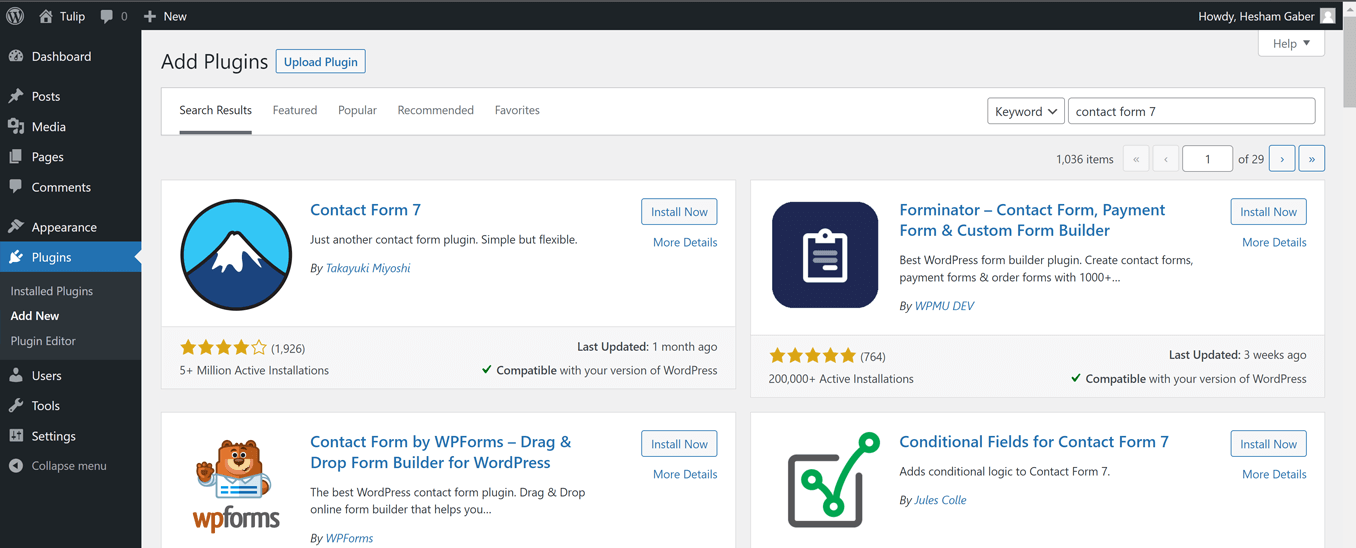 Tulip 0 New Howdy, Hesham Gaber
Help
Dashboard
Posts
Media
Pages
Comments
Appearance
Plugins
Installed Plugins
Add New
Plugin Editor
Users
Tools
Settings
Collapse menu
Add Plugins Upload Plugin
Search Results Featured Popular Recommended Favorites Keyword contact form 7
1,036 items « ‹ 1 of 29 › »
Contact Form 7
Install Now
More Details
Just another contact form plugin. Simple but flexible.
By Takayuki Miyoshi
(1,926)
5+ Million Active Installations
Last Updated: 1 month ago
Compatible with your version of WordPress
Forminator – Contact Form, Payment
Form & Custom Form Builder
Install Now
More Details
Best WordPress form builder plugin. Create contact forms,
payment forms & order forms with 1000+...
By WPMU DEV
(764)
200,000+ Active Installations
Last Updated: 3 weeks ago
Compatible with your version of WordPress
wpforms
Contact Form by WPForms – Drag &
Drop Form Builder for WordPress
Install Now
More Details
The best WordPress contact form plugin. Drag & Drop
online form builder that helps you...
By WPForms
Conditional Fields for Contact Form 7
Install Now
More Details
Adds conditional logic to Contact Form 7.
By Jules Colle